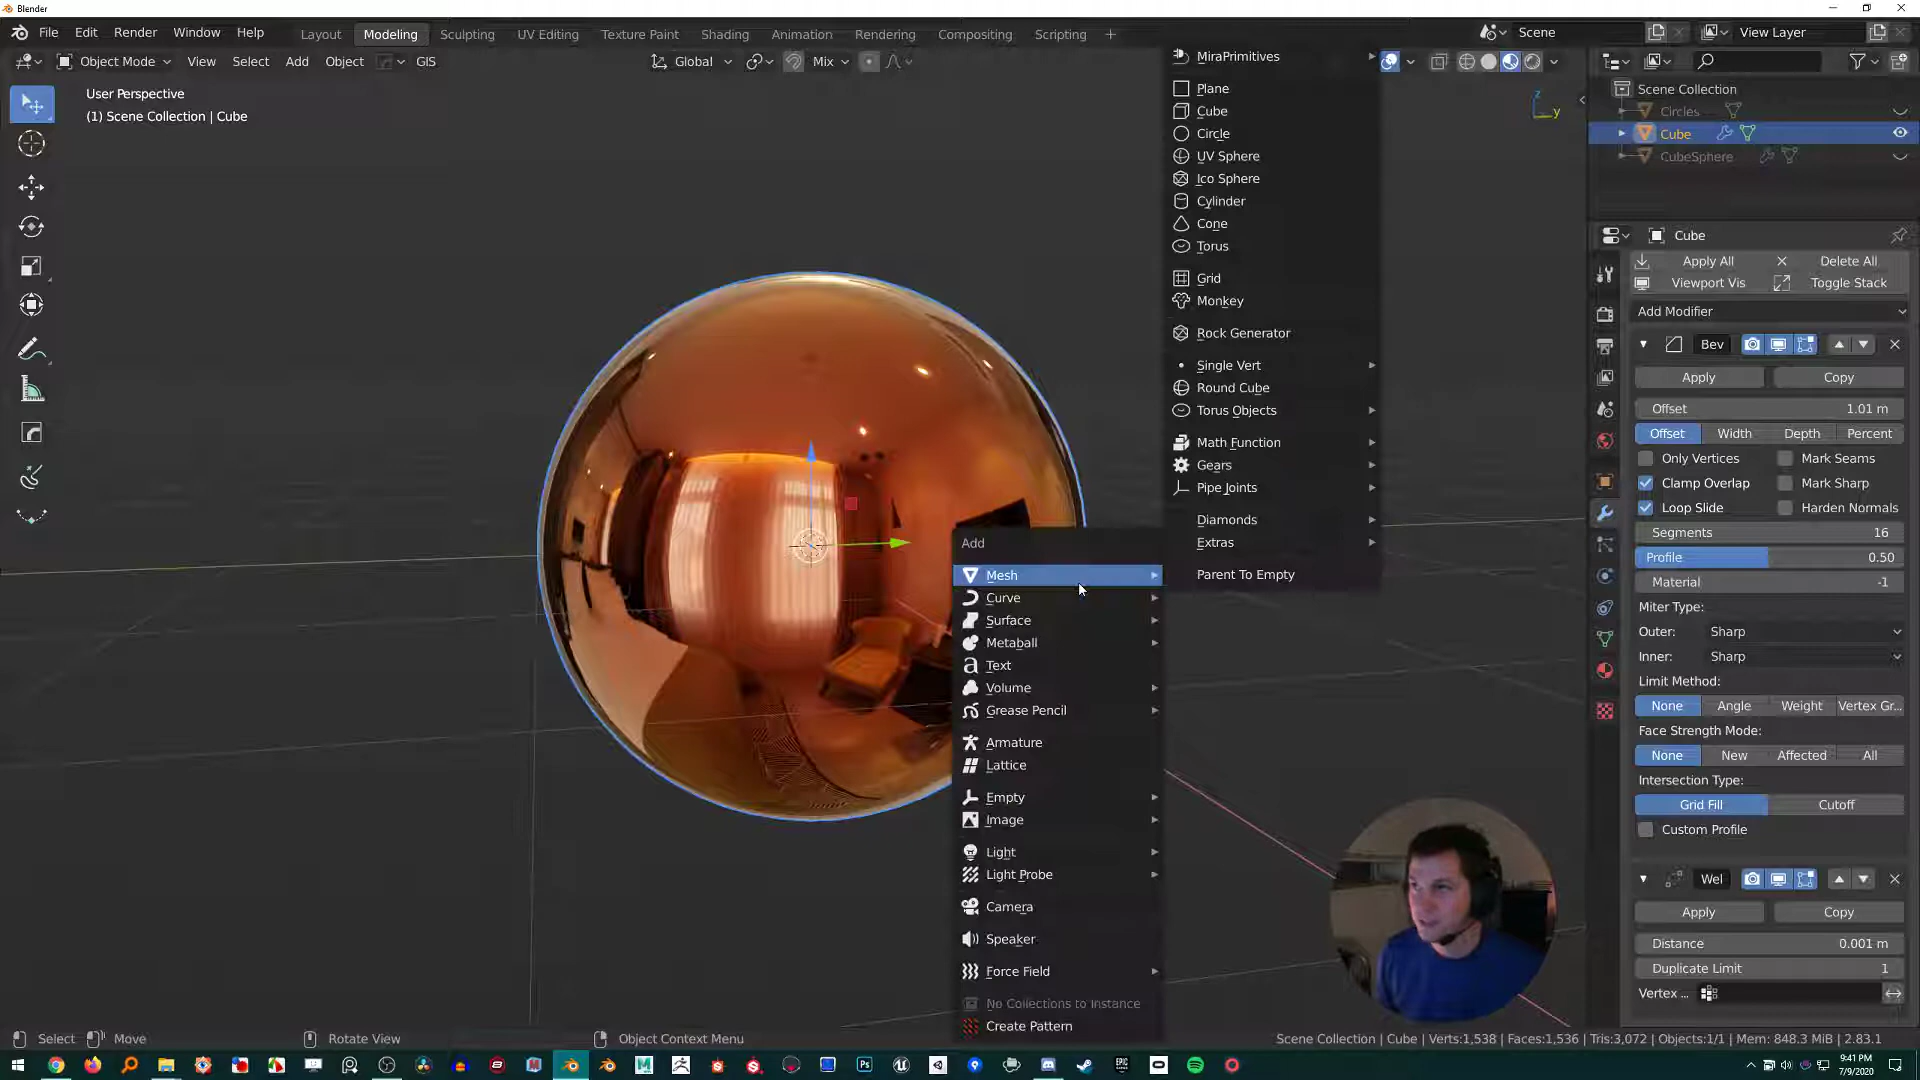 Blender
File Edit Render Window Help
Layout Modeling Sculpting UV Editing Texture Paint Shading Animation Rendering Compositing Scripting +
Scene
View Layer
Object Mode View Select Add Object GIS
Global
Mix
User Perspective
(1) Scene Collection | Cube
z
y
MiraPrimitives
Plane
Cube
Circle
UV Sphere
Ico Sphere
Cylinder
Cone
Torus
Grid
Monkey
Rock Generator
Single Vert
Round Cube
Torus Objects
Math Function
Gears
Pipe Joints
Diamonds
Extras
Parent To Empty
Add
Mesh
Curve
Surface
Metaball
Text
Volume
Grease Pencil
Armature
Lattice
Empty
Image
Light
Light Probe
Camera
Speaker
Force Field
No Collections to Instance
Create Pattern
Scene Collection
Circles
Cube
CubeSphere
Cube
Apply All Delete All
Viewport Vis Toggle Stack
Add Modifier
Bev
Apply Copy
Offset 1.01 m
Offset Width Depth Percent
Only Vertices Mark Seams
Clamp Overlap Mark Sharp
Loop Slide Harden Normals
Segments 16
Profile 0.50
Material -1
Miter Type:
Outer: Sharp
Inner: Sharp
Limit Method:
None Angle Weight Vertex Gr...
Face Strength Mode:
None New Affected All
Intersection Type:
Grid Fill Cutoff
Custom Profile
Wel
Apply Copy
Distance 0.001 m
Duplicate Limit 1
Vertex ...
Select Move Rotate View Object Context Menu
Scene Collection | Cube | Verts:1,538 | Faces:1,536 | Tris:3,072 | Objects:1/1 | Mem: 848.3 MiB | 2.83.1
9:41 PM
7/9/2020